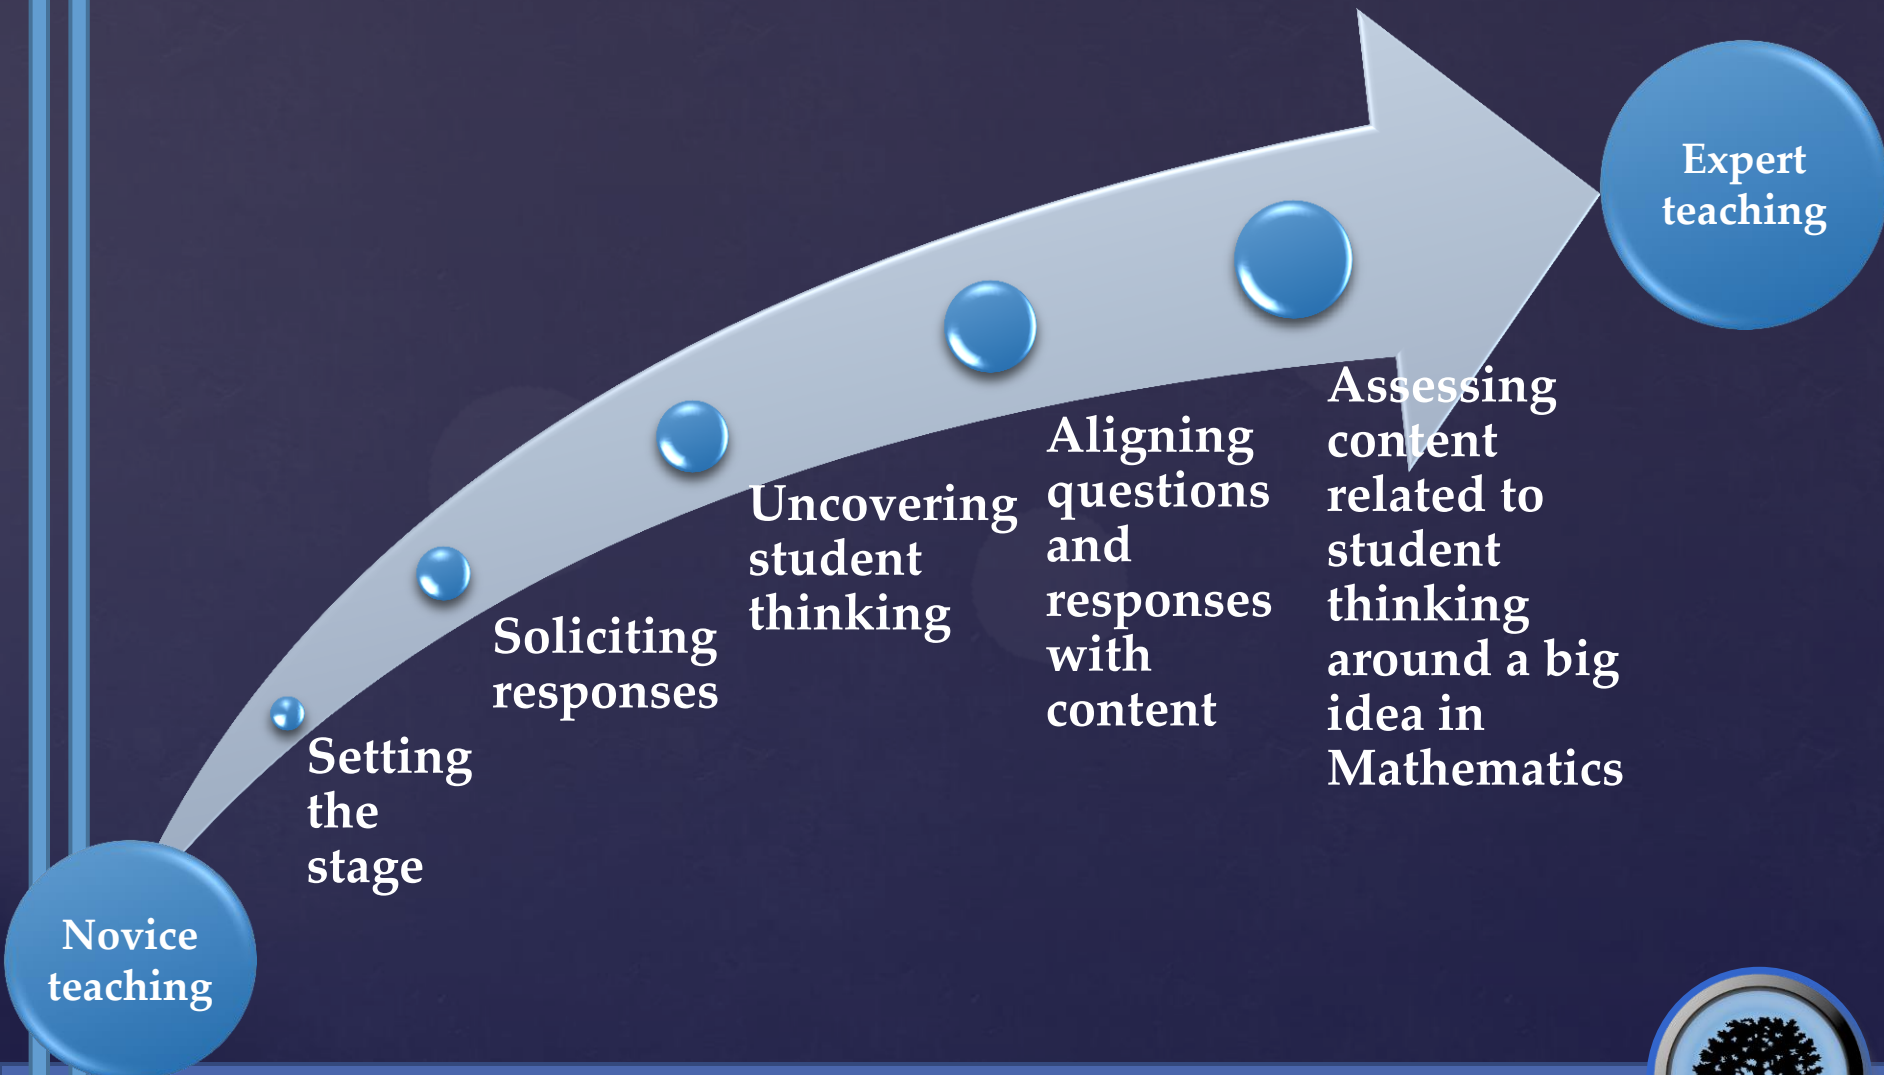 Expert
teaching
Assessing
content
related to
student
thinking
around a big
idea in
Mathematics
Aligning
questions
and
responses
with
content
Uncovering
student
thinking
Soliciting
responses
Setting
the
stage
Novice
teaching